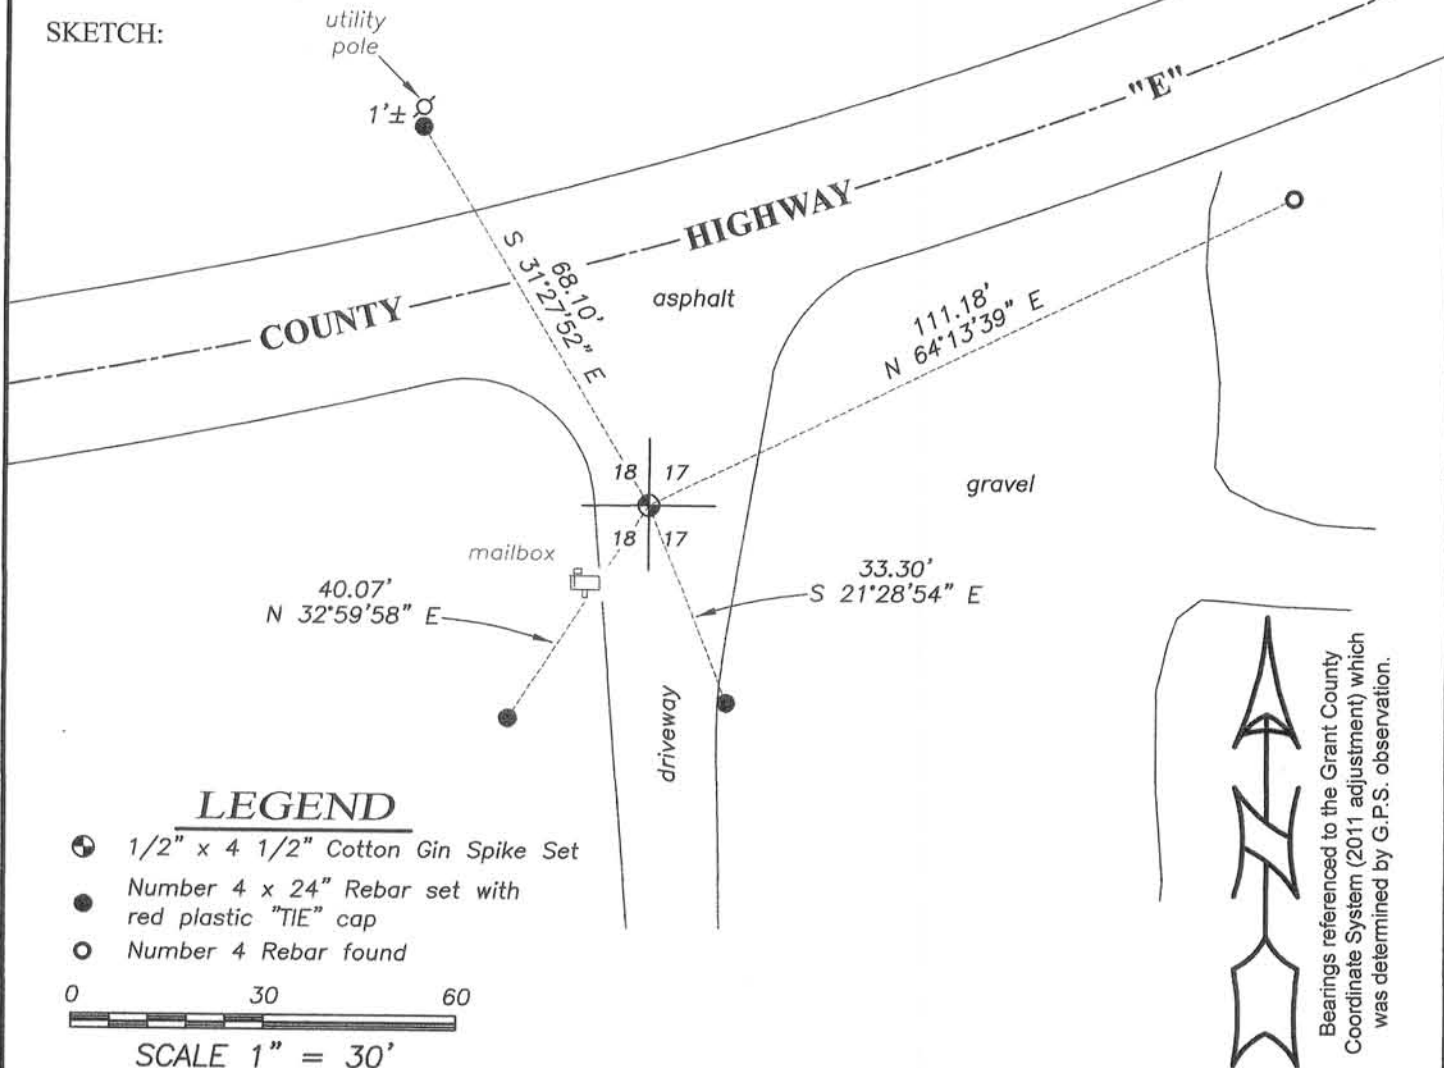 SKETCH:
utility
pole
1'±
"E"
HIGHWAY
COUNTY
68.10'
S 31°27'52" E
asphalt
111.18'
N 64°13'39" E
18 17
18 17
gravel
mailbox
40.07'
N 32°59'58" E
33.30'
S 21°28'54" E
driveway
LEGEND
1/2" x 4 1/2" Cotton Gin Spike Set
Number 4 x 24" Rebar set with
red plastic "TIE" cap
Number 4 Rebar found
0 30 60
SCALE 1" = 30'
N
Bearings referenced to the Grant County
Coordinate System (2011 adjustment) which
was determined by G.P.S. observation.